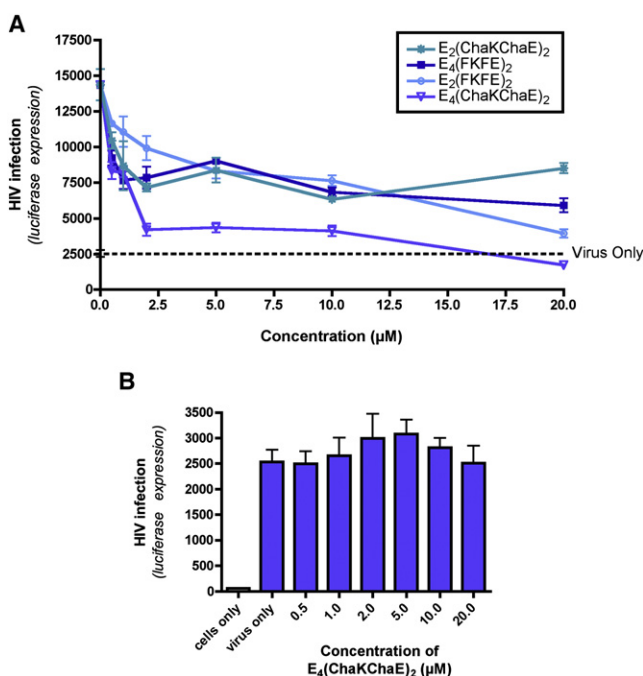 A
17500
15000
12500
10000
7500
5000
2500
0
HIV infection
(luciferase expression)
E2(ChaKChaE)2
E4(FKFE)2
E2(FKFE)2
E4(ChaKChaE)2
Virus Only
0.0 2.5 5.0 7.5 10.0 12.5 15.0 17.5 20.0
Concentration (µM)
B
3500
3000
2500
2000
1500
1000
500
0
HIV infection
(luciferase expression)
cells only virus only 0.5 1.0 2.0 5.0 10.0 20.0
Concentration of
E4(ChaKChaE)2 (µM)